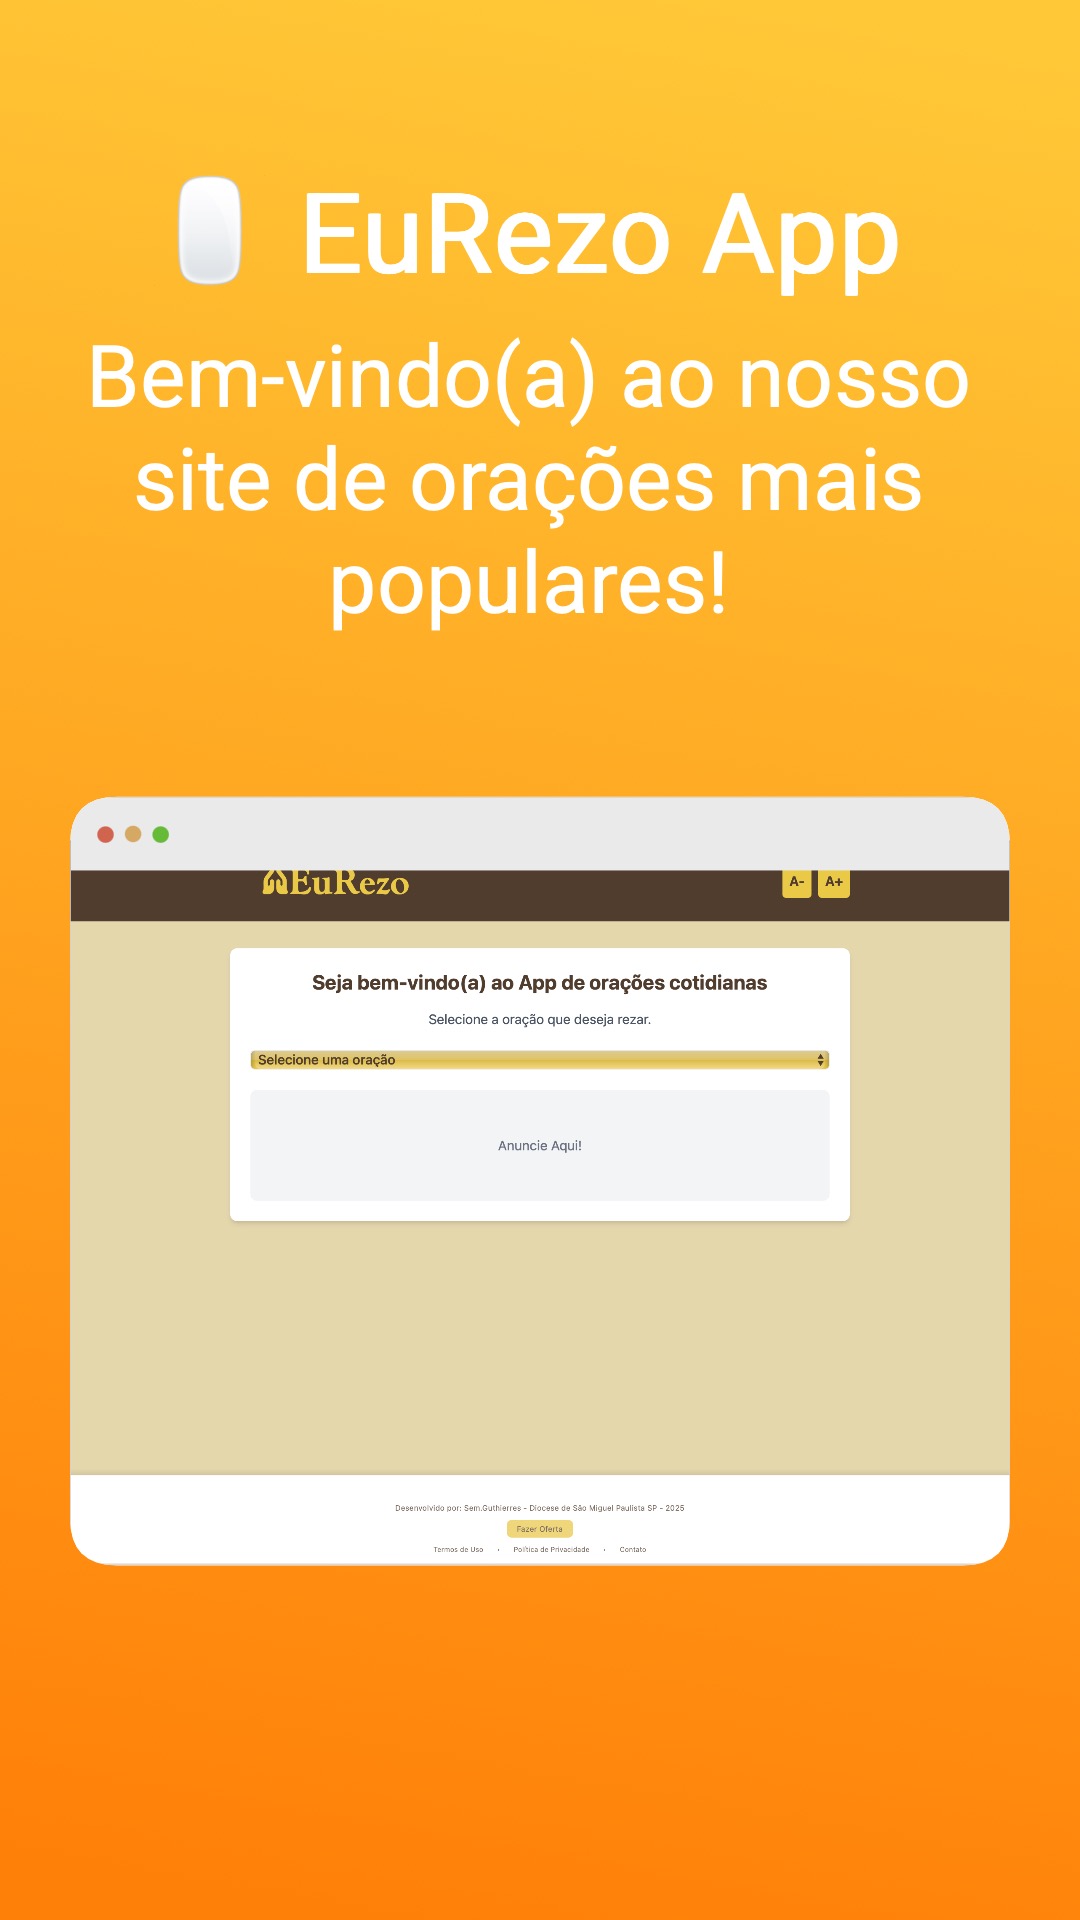 EuRezo App
Bem-vindo(a) ao nosso
site de orações mais
populares!
EuRezo
A- A+
Seja bem-vindo(a) ao App de orações cotidianas
Selecione a oração que deseja rezar.
Selecione uma oração
Anuncie Aqui!
Desenvolvido por: Sem.Guthierres - Diocese de São Miguel Paulista SP - 2025
Fazer Oferta
Termos de Uso • Política de Privacidade • Contato